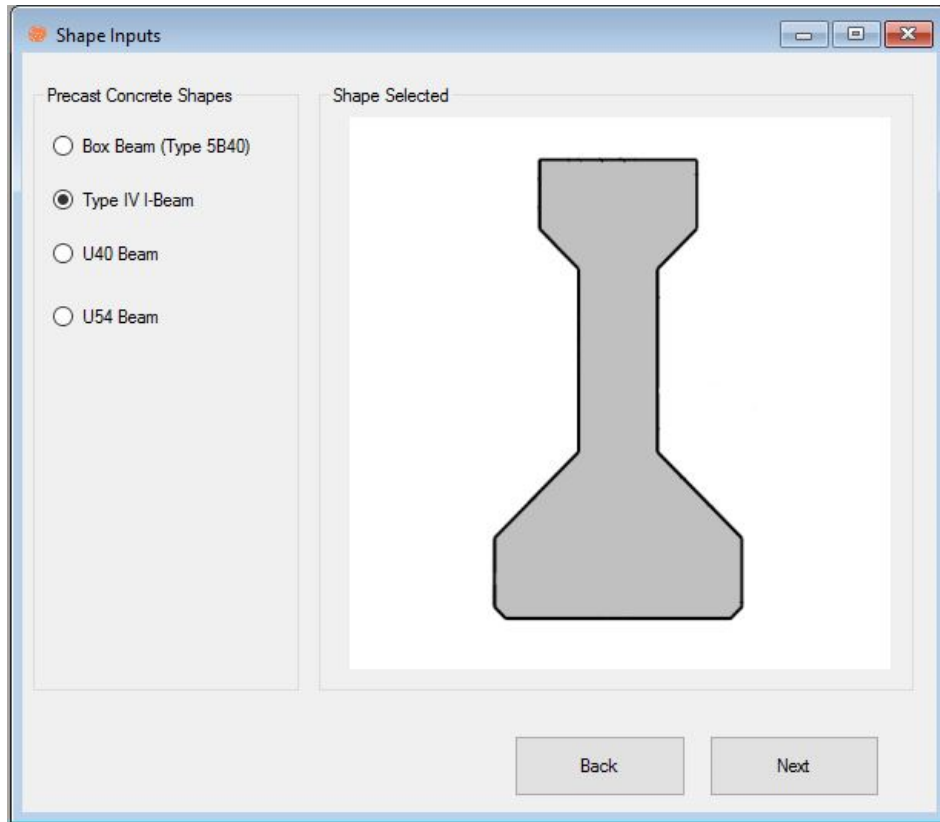 Shape Inputs
Precast Concrete Shapes
Box Beam (Type 5B40)
Type IV I-Beam
U40 Beam
U54 Beam
Shape Selected
Back
Next